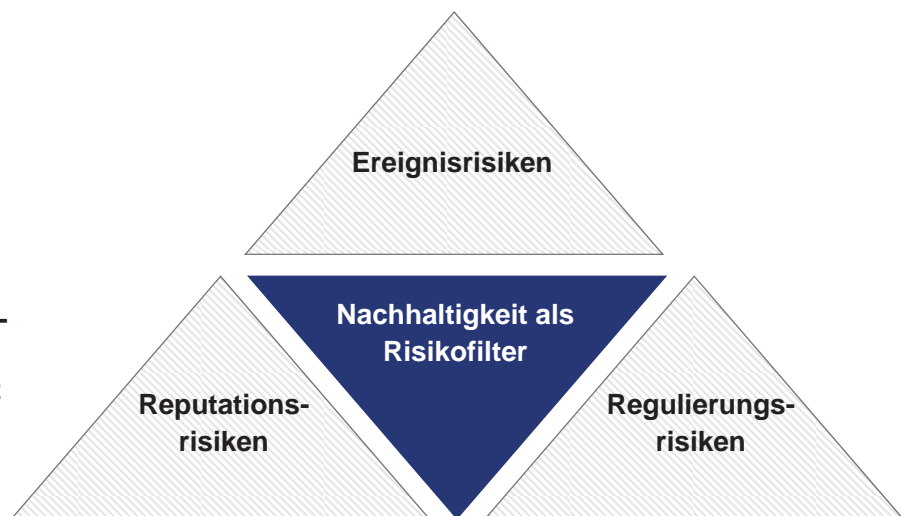 Ereignisrisiken
Nachhaltigkeit als
Risikofilter
Reputations-
risiken
Regulierungs-
risiken